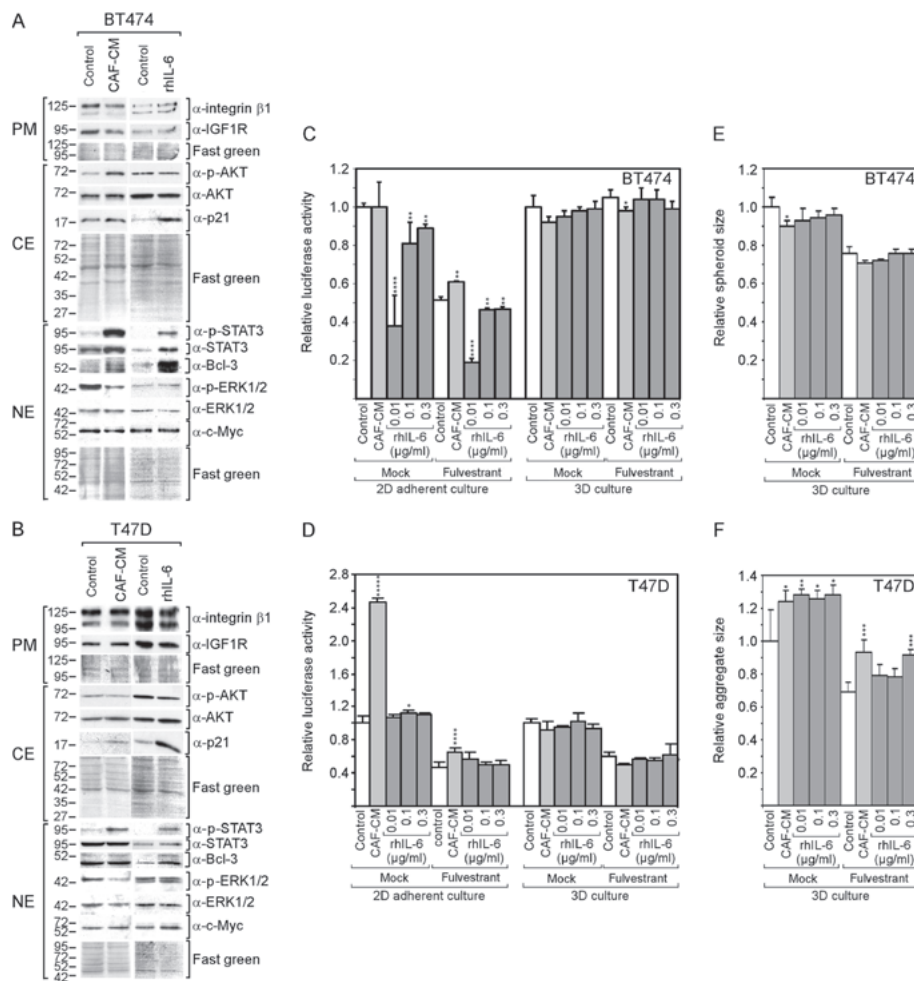 A
BT474
Control
CAF-CM
Control
rhIL-6
PM
125
95
125
95
α-integrin β1
α-IGF1R
Fast green
CE
72
72
17
72
52
37
27
α-p-AKT
α-AKT
α-p21
Fast green
NE
95
95
52
42
42
72
52
95
72
52
42
α-p-STAT3
α-STAT3
α-Bcl-3
α-p-ERK1/2
α-ERK1/2
α-c-Myc
Fast green
B
T47D
Control
CAF-CM
Control
rhIL-6
PM
125
95
95
125
95
α-integrin β1
α-IGF1R
Fast green
CE
72
72
17
72
52
37
27
α-p-AKT
α-AKT
α-p21
Fast green
NE
95
95
52
42
42
72
52
95
72
52
42
α-p-STAT3
α-STAT3
α-Bcl-3
α-p-ERK1/2
α-ERK1/2
α-c-Myc
Fast green
C
BT474
Relative luciferase activity
1.2
1.0
0.8
0.6
0.4
0.2
Control
CAF-CM
0.01
0.1
0.3
Control
CAF-CM
0.01
0.1
0.3
Control
CAF-CM
0.01
0.1
0.3
Control
CAF-CM
0.01
0.1
0.3
rhIL-6 rhIL-6 rhIL-6 rhIL-6
(µg/ml) (µg/ml) (µg/ml) (µg/ml)
Mock Fulvestrant Mock Fulvestrant
2D adherent culture 3D culture
D
T47D
Relative luciferase activity
2.8
2.4
2.0
1.6
1.2
0.8
0.4
Control
CAF-CM
0.01
0.1
0.3
control
CAF-CM
0.01
0.1
0.3
Control
CAF-CM
0.01
0.1
0.3
Control
CAF-CM
0.01
0.1
0.3
rhIL-6 rhIL-6 rhIL-6 rhIL-6
(µg/ml) (µg/ml) (µg/ml) (µg/ml)
Mock Fulvestrant Mock Fulvestrant
2D adherent culture 3D culture
E
BT474
Relative spheroid size
1.2
1.0
0.8
0.6
0.4
0.2
Control
CAF-CM
0.01
0.1
0.3
Control
CAF-CM
0.01
0.1
0.3
rhIL-6 rhIL-6
(µg/ml) (µg/ml)
Mock Fulvestrant
3D culture
F
T47D
Relative aggregate size
1.4
1.2
1.0
0.8
0.6
0.4
0.2
Control
CAF-CM
0.01
0.1
0.3
Control
CAF-CM
0.01
0.1
0.3
rhIL-6 rhIL-6
(µg/ml) (µg/ml)
Mock Fulvestrant
3D culture